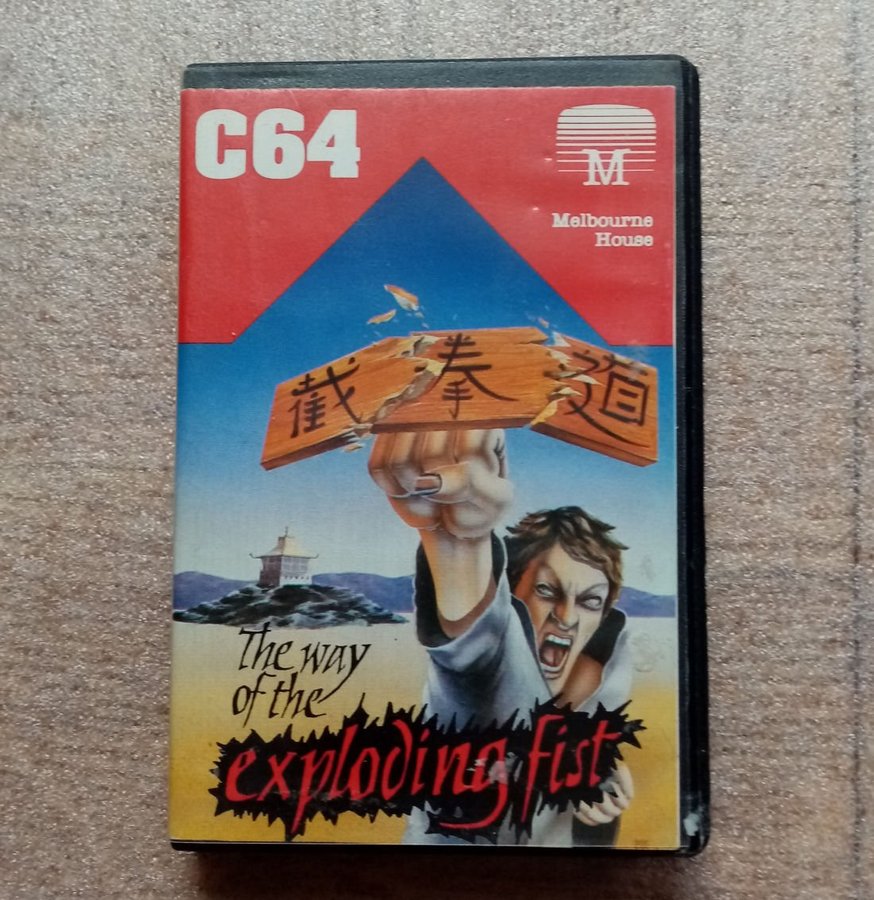 C64
M
Melbourne
House
截拳道
The way
of the
exploding fist